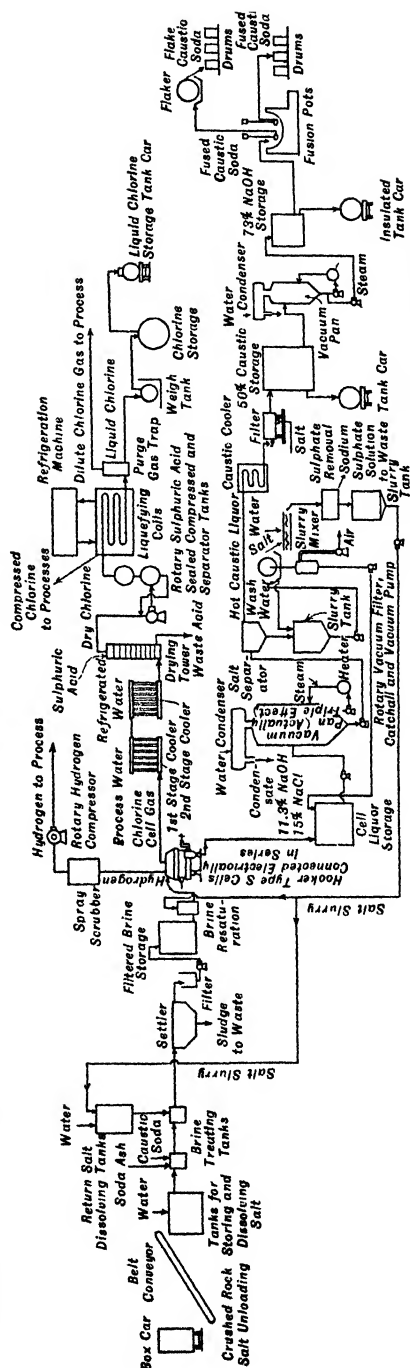 Box Car
Belt
Conveyor
Crushed Rock
Salt Unloading
Water
Tanks for
Storing and
Dissolving
Salt
Water
Return Salt
Dissolving Tanks
Soda Ash
Caustic
Soda
Brine
Treating
Tanks
Salt Slurry
Settler
Sludge
to Waste
Filter
Filtered Brine
Storage
Brine
Resatu-
ration
Salt Slurry
Spray
Scrubber
Rotary Hydrogen
Compressor
Hydrogen to Process
Hydrogen
Hooker Type S Cells
Connected Electrically
In Series
Chlorine
Cell Gas
Process Water
1st Stage Cooler
2nd Stage Cooler
Refrigerated
Water
Sulphuric
Acid
Drying
Tower
Waste Acid
Dry Chlorine
Rotary Sulphuric Acid
Sealed Compressed and
Separator Tanks
Compressed
Chlorine
to Processes
Refrigeration
Machine
Liquefying
Coils
Dilute Chlorine Gas to Process
Liquid Chlorine
Purge
Gas Trap
Weigh
Tank
Chlorine
Storage
Liquid Chlorine
Storage Tank Car
Cell
Liquor
Storage
11.3% NaOH
15% NaCl
Conden-
sate
Water
Condenser
Vacuum
Pan (Actually
Triple Effect)
Steam
Heater
Salt Separ-
ator
Wash
Water
Slurry
Tank
Hot Caustic Liquor
Salt
Water
Slurry
Mixer
Air
Rotary Vacuum Filter,
Catchall and Vacuum Pump
Sulphate
Removal
Sodium
Sulphate
Solution
to Waste
Slurry
Tank
Caustic Cooler
Filter
Salt
50% Caustic
Storage
Tank Car
Water
Condenser
Vacuum
Pan
Steam
73% NaOH
Storage
Insulated
Tank Car
Fused Caustic
Soda
Fusion Pots
Flaker
Flake
Caustic
Soda
Drums
Fused
Caustic
Soda
Drums